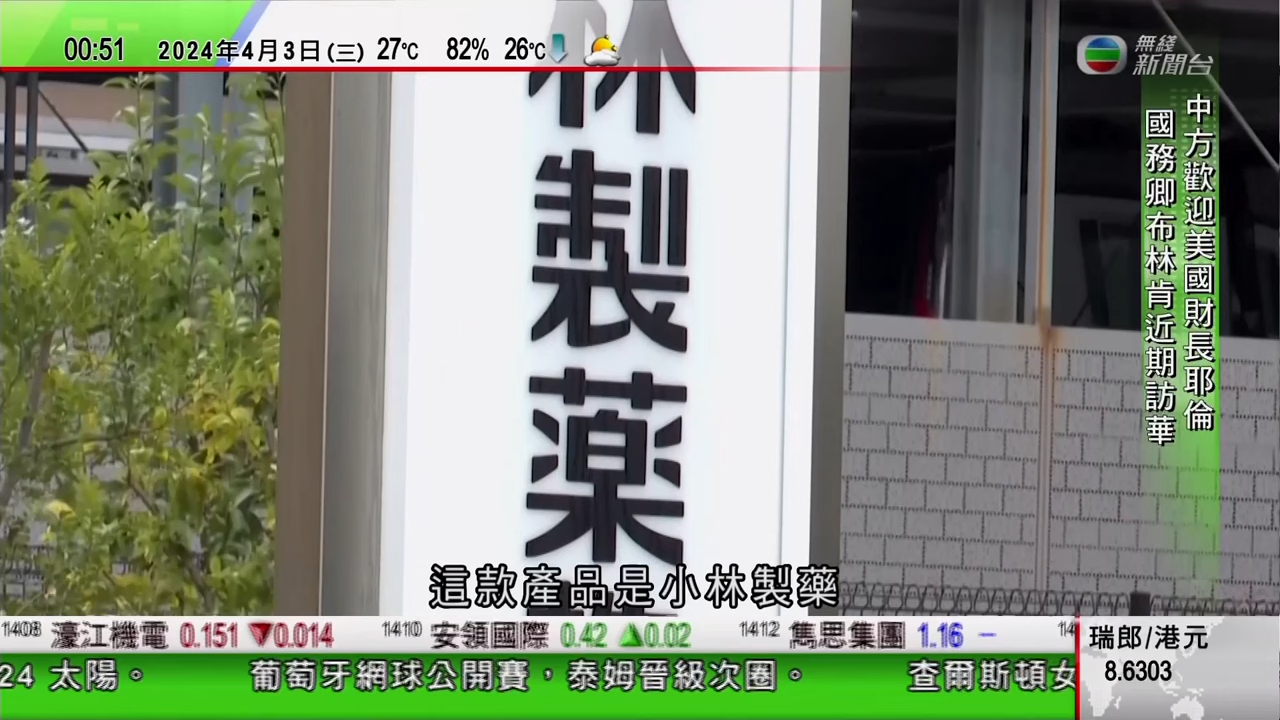 00:51 2024年4月3日(三) 27℃ 82% 26℃
無綫
新聞台
中方歡迎美國財長耶倫
國務卿布林肯近期訪華
林製薬
這款產品是小林製藥
1408 濠江機電 0.151 ▼0.014 1410 安領國際 0.42 ▲0.02 1412 雋思集團 1.16 – 14
瑞郎/港元
8.6303
24 太陽。 葡萄牙網球公開賽，泰姆晉級次圈。 查爾斯頓女